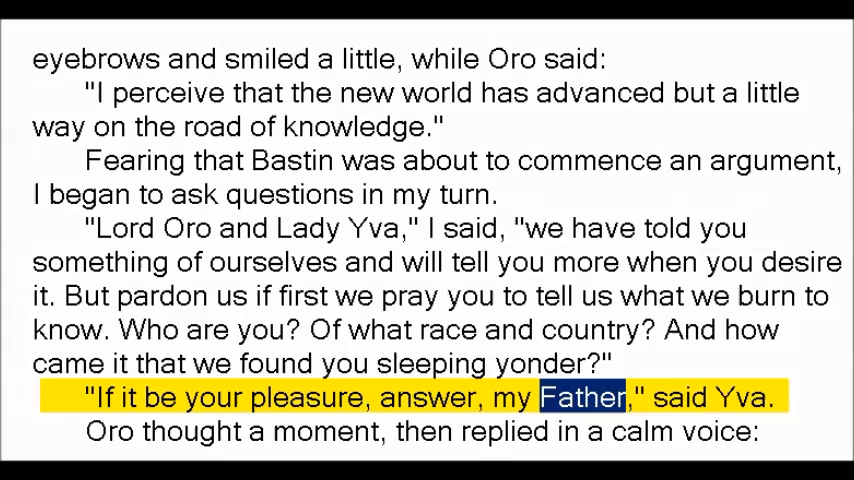 eyebrows and smiled a little, while Oro said:
"I perceive that the new world has advanced but a little
way on the road of knowledge."
Fearing that Bastin was about to commence an argument,
I began to ask questions in my turn.
"Lord Oro and Lady Yva," I said, "we have told you
something of ourselves and will tell you more when you desire
it. But pardon us if first we pray you to tell us what we burn to
know. Who are you? Of what race and country? And how
came it that we found you sleeping yonder?"
"If it be your pleasure, answer, my Father," said Yva.
Oro thought a moment, then replied in a calm voice: